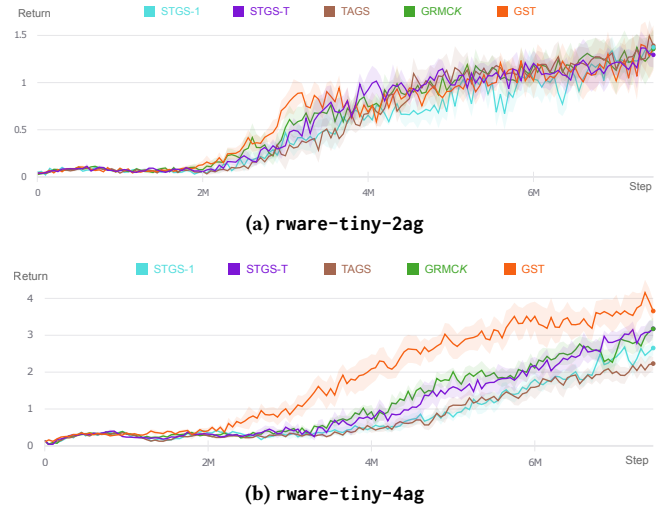 Return
STGS-1 STGS-T TAGS GRMCK GST
1.5
1
0.5
0
0 2M 4M 6M Step
(a) rware-tiny-2ag
Return
STGS-1 STGS-T TAGS GRMCK GST
4
3
2
1
0
0 2M 4M 6M Step
(b) rware-tiny-4ag